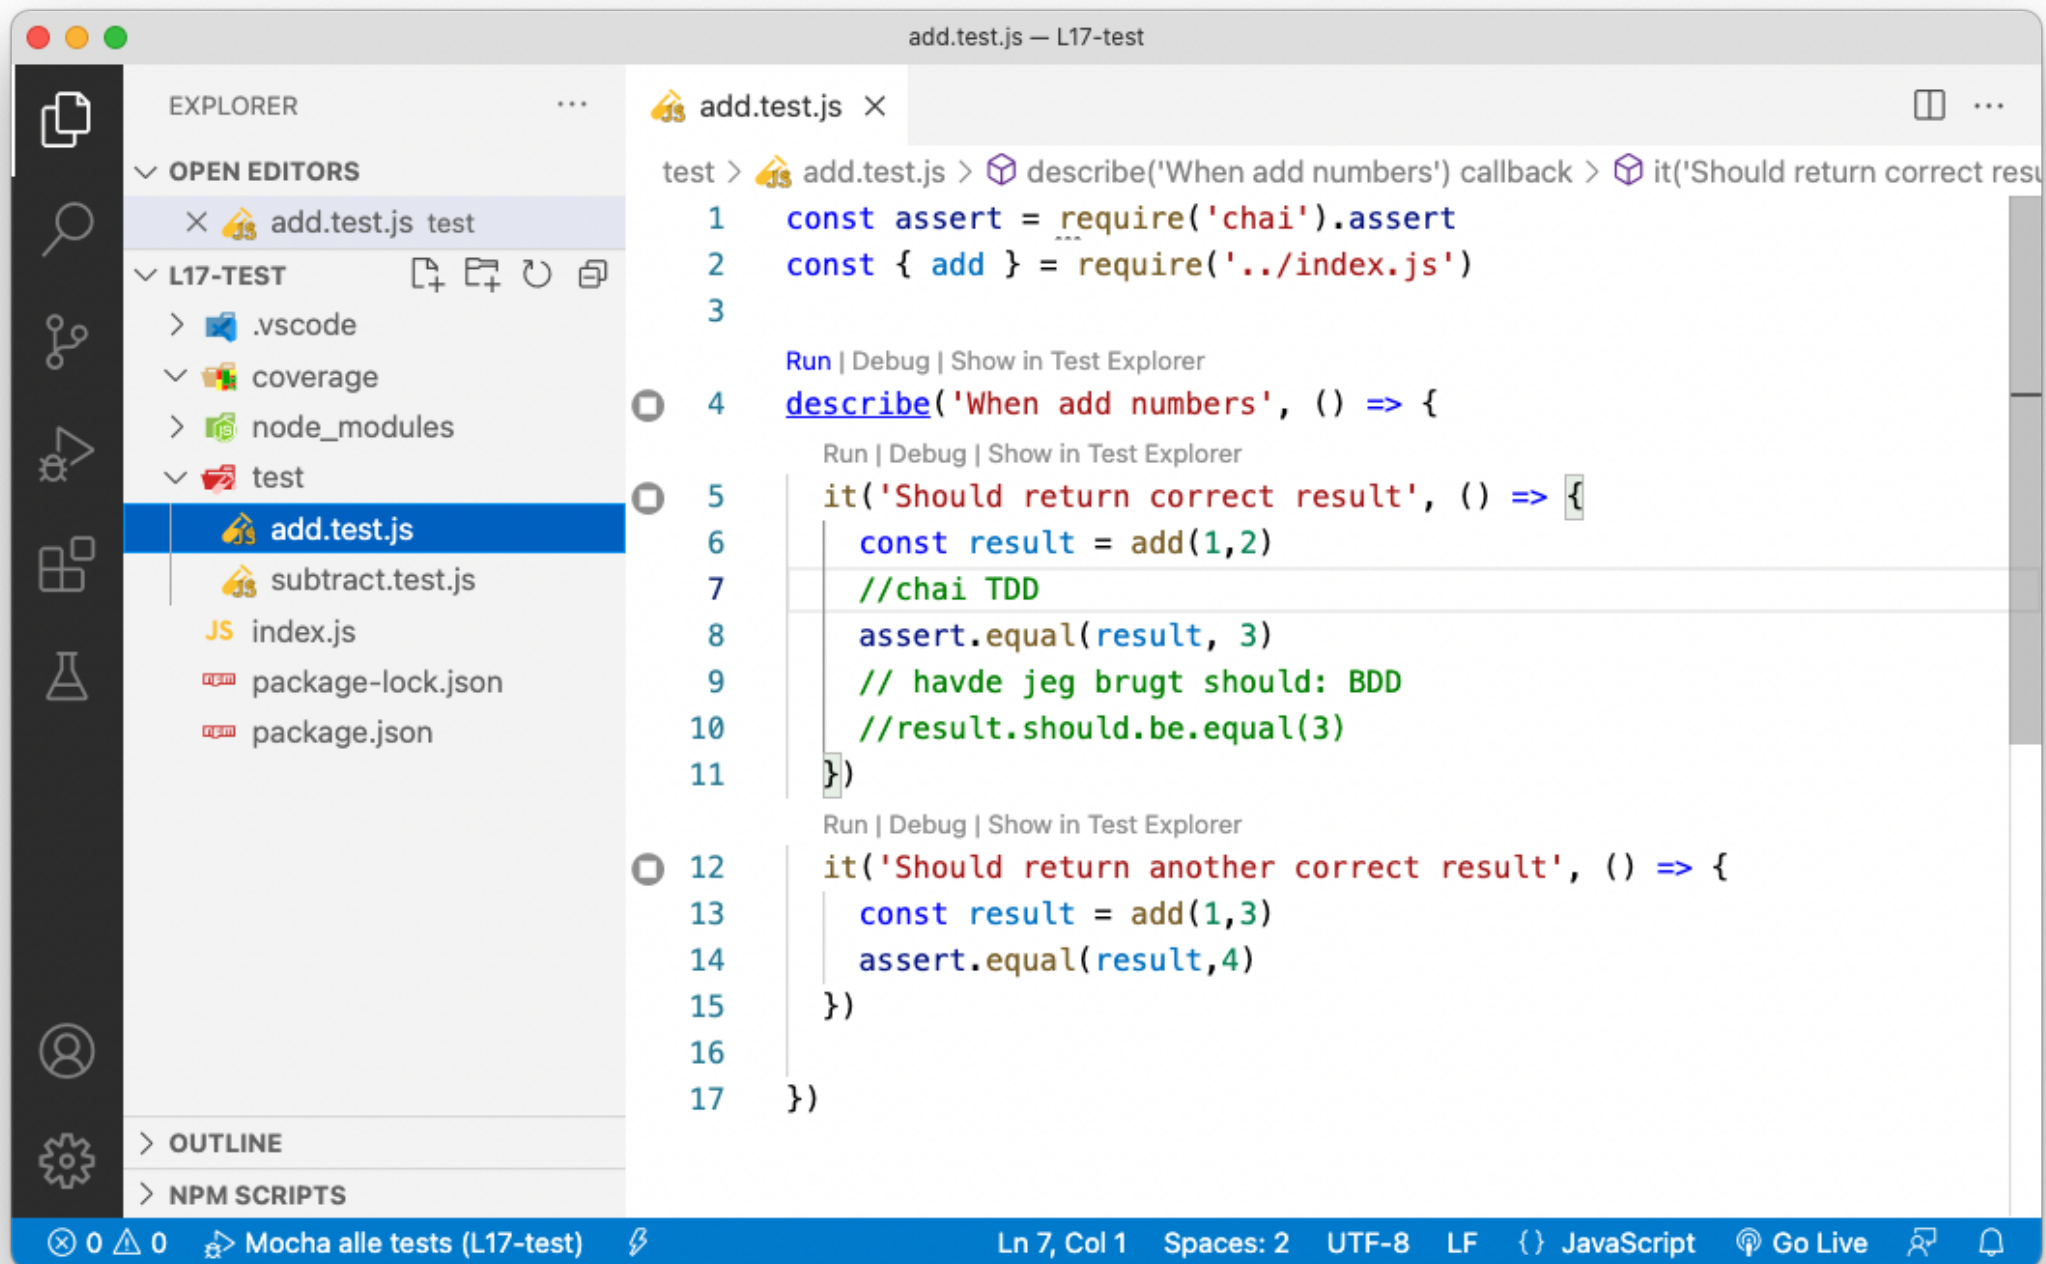 add.test.js — L17-test
EXPLORER
OPEN EDITORS
add.test.js test
L17-TEST
.vscode
coverage
node_modules
test
add.test.js
subtract.test.js
JS index.js
npm package-lock.json
npm package.json
OUTLINE
NPM SCRIPTS
add.test.js
test > add.test.js > describe('When add numbers') callback > it('Should return correct resu
1 const assert = require('chai').assert
2 const { add } = require('../index.js')
3
Run | Debug | Show in Test Explorer
4 describe('When add numbers', () => {
Run | Debug | Show in Test Explorer
5 it('Should return correct result', () => {
6 const result = add(1,2)
7 //chai TDD
8 assert.equal(result, 3)
9 // havde jeg brugt should: BDD
10 //result.should.be.equal(3)
11 })
Run | Debug | Show in Test Explorer
12 it('Should return another correct result', () => {
13 const result = add(1,3)
14 assert.equal(result,4)
15 })
16
17 })
0 0 Mocha alle tests (L17-test) Ln 7, Col 1 Spaces: 2 UTF-8 LF {} JavaScript Go Live